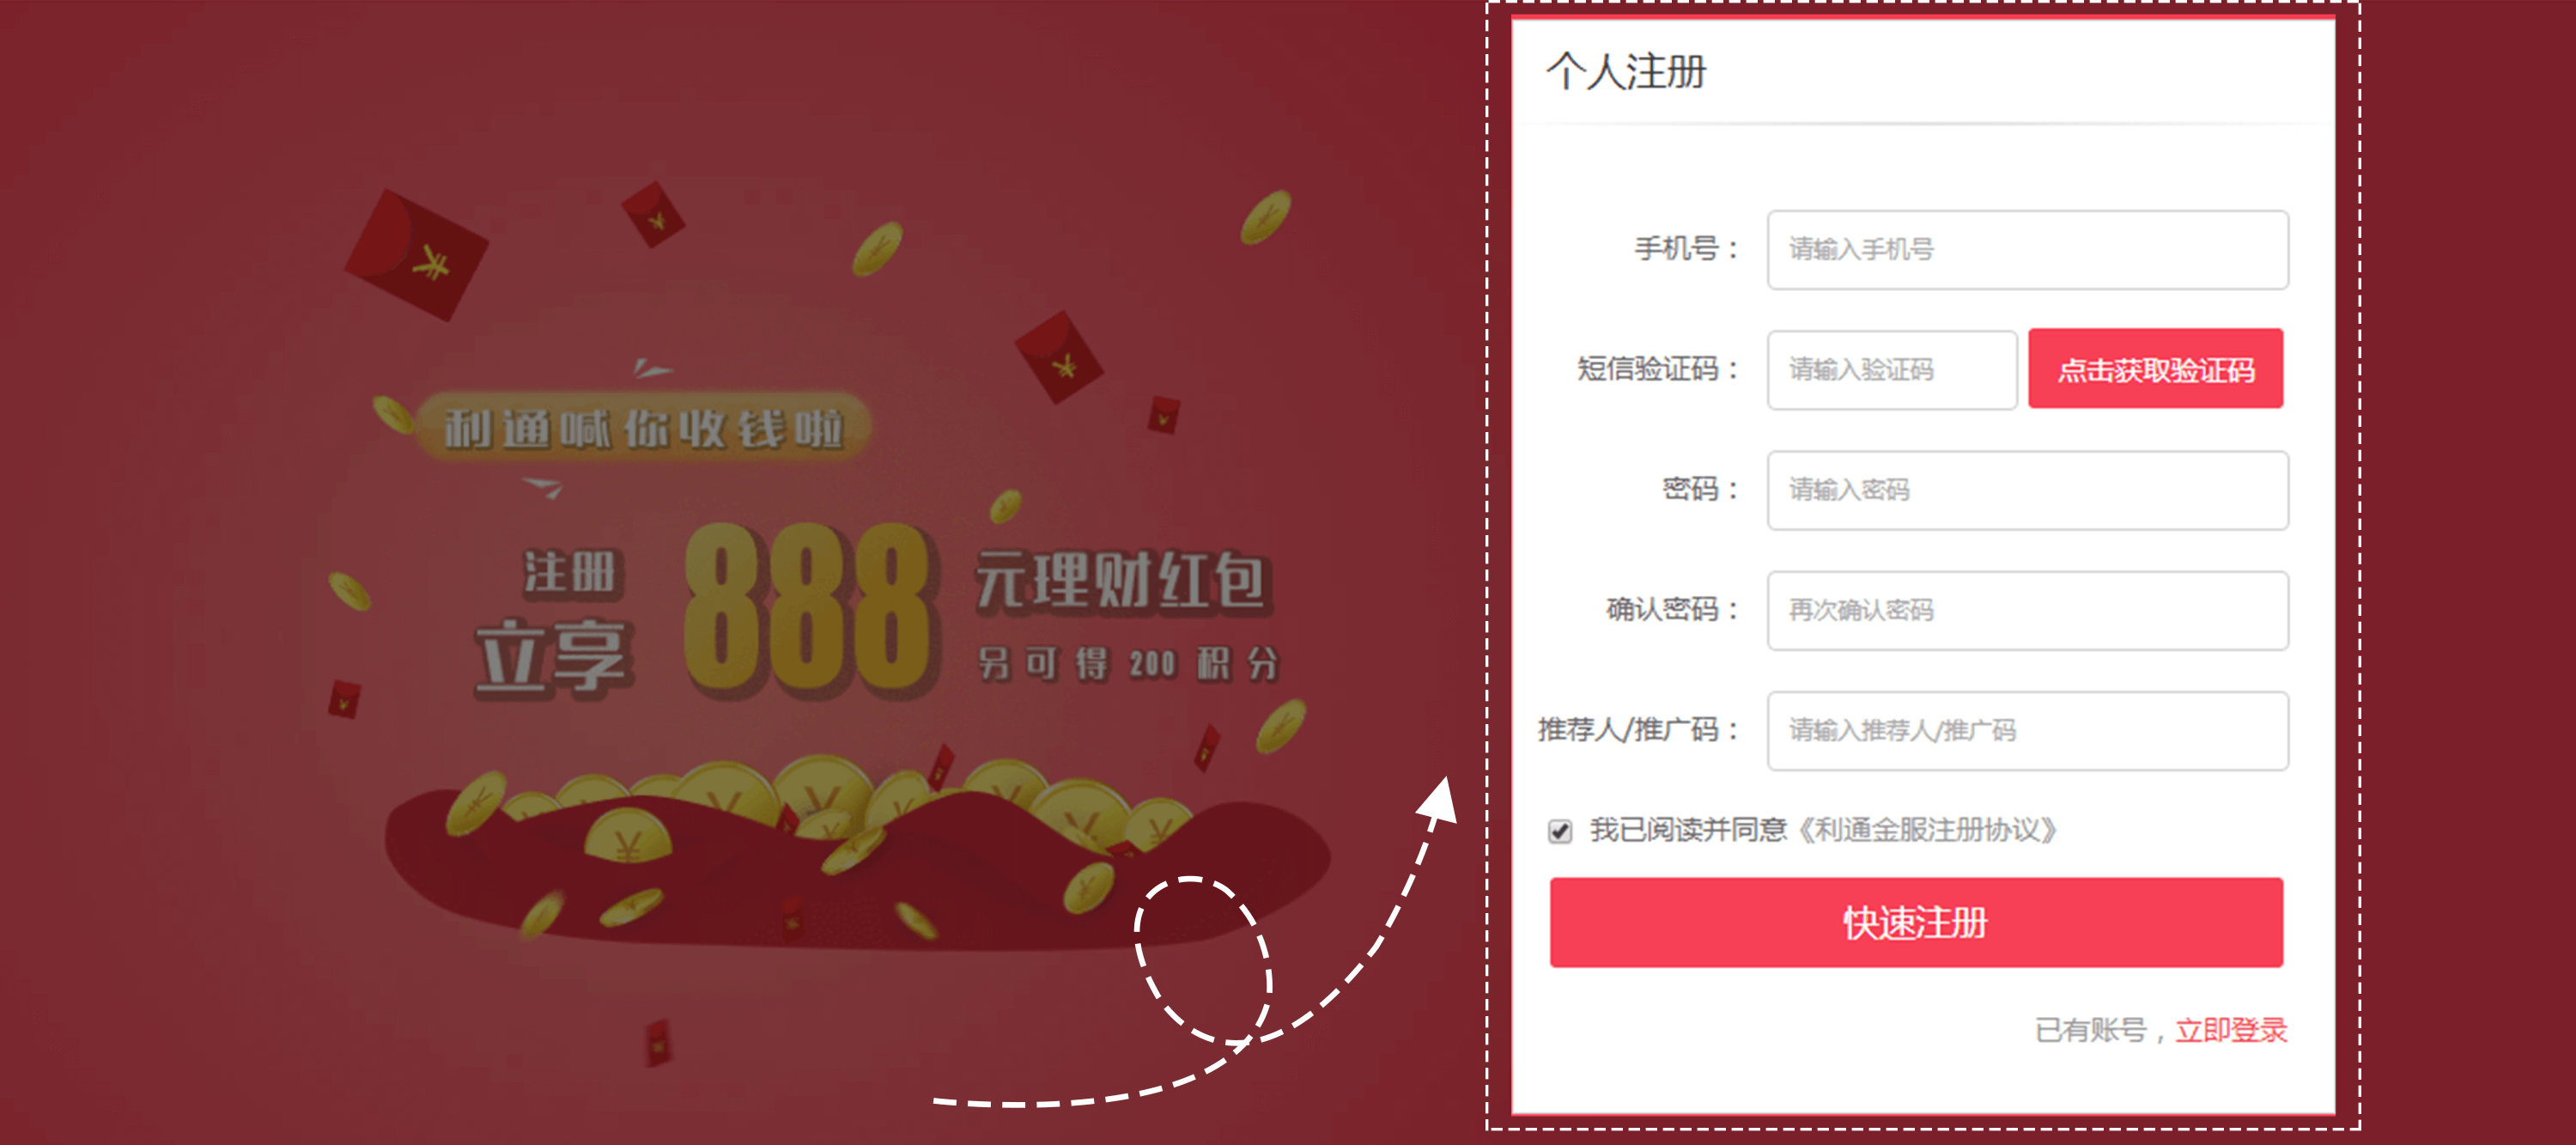 利通喊你收钱啦
注册
立享
888
元理财红包
另可得200积分
个人注册
手机号：
请输入手机号
短信验证码：
请输入验证码
点击获取验证码
密码：
请输入密码
确认密码：
再次确认密码
推荐人/推广码：
请输入推荐人/推广码
我已阅读并同意《利通金服注册协议》
快速注册
已有账号，立即登录